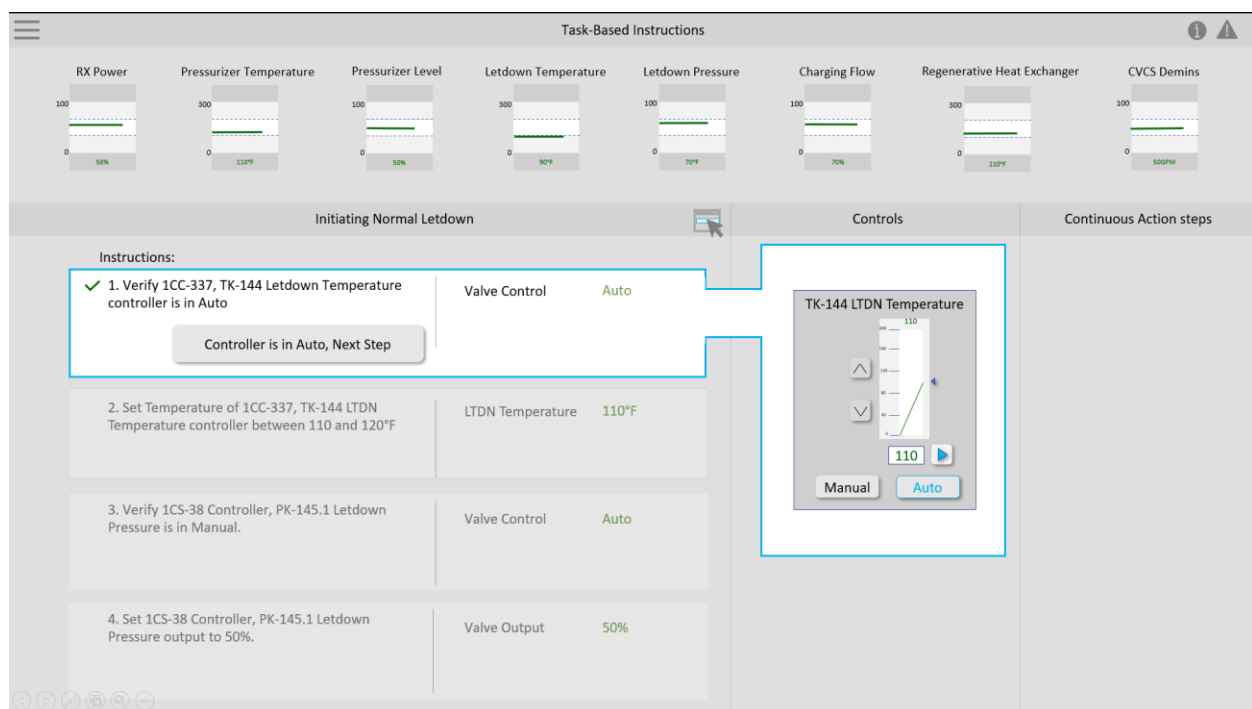 Task-Based Instructions
RX Power
100
0
58%
Pressurizer Temperature
300
0
110°F
Pressurizer Level
100
0
50%
Letdown Temperature
300
0
90°F
Letdown Pressure
100
0
70°F
Charging Flow
100
0
70%
Regenerative Heat Exchanger
300
0
110°F
CVCS Demins
100
0
50GPM
Initiating Normal Letdown
Controls
Continuous Action steps
Instructions:
1. Verify 1CC-337, TK-144 Letdown Temperature
controller is in Auto
Valve Control
Auto
Controller is in Auto, Next Step
2. Set Temperature of 1CC-337, TK-144 LTDN
Temperature controller between 110 and 120°F
LTDN Temperature
110°F
3. Verify 1CS-38 Controller, PK-145.1 Letdown
Pressure is in Manual.
Valve Control
Auto
4. Set 1CS-38 Controller, PK-145.1 Letdown
Pressure output to 50%.
Valve Output
50%
TK-144 LTDN Temperature
110
110
Manual
Auto